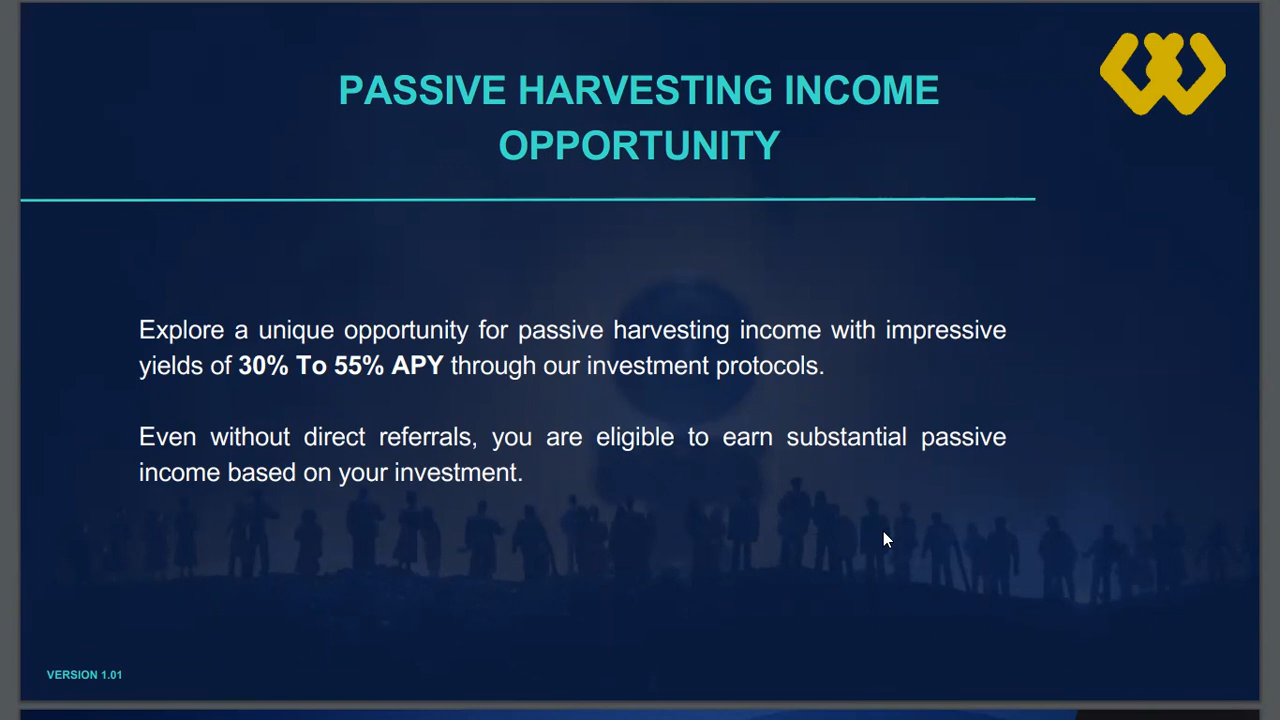 PASSIVE HARVESTING INCOME
OPPORTUNITY
Explore a unique opportunity for passive harvesting income with impressive
yields of 30% To 55% APY through our investment protocols.
Even without direct referrals, you are eligible to earn substantial passive
income based on your investment.
VERSION 1.01